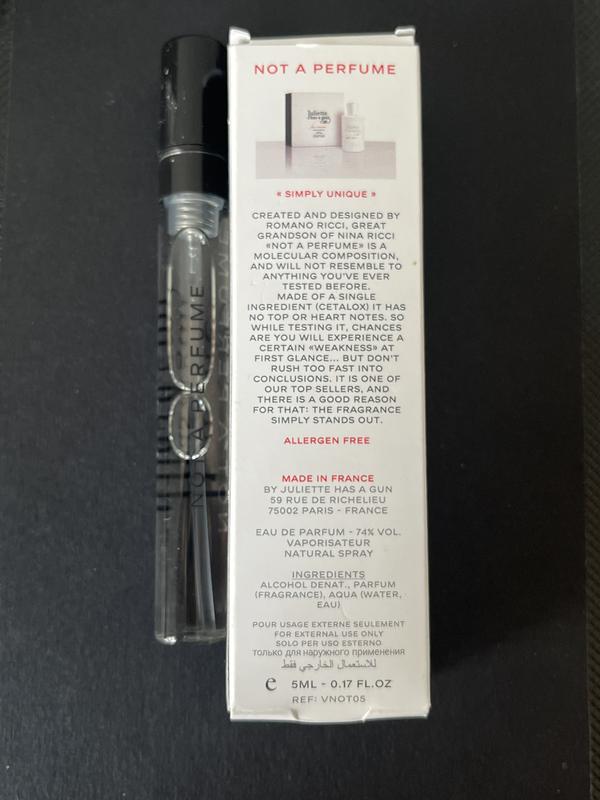 NOT A PERFUME
Juliette
has a gun
« SIMPLY UNIQUE »
CREATED AND DESIGNED BY
ROMANO RICCI, GREAT
GRANDSON OF NINA RICCI
«NOT A PERFUME» IS A
MOLECULAR COMPOSITION,
AND WILL NOT RESEMBLE TO
ANYTHING YOU'VE EVER
TESTED BEFORE.
MADE OF A SINGLE
INGREDIENT (CETALOX) IT HAS
NO TOP OR HEART NOTES. SO
WHILE TESTING IT, CHANCES
ARE YOU WILL EXPERIENCE A
CERTAIN «WEAKNESS» AT
FIRST GLANCE... BUT DON'T
RUSH TOO FAST INTO
CONCLUSIONS. IT IS ONE OF
OUR TOP SELLERS, AND
THERE IS A GOOD REASON
FOR THAT: THE FRAGRANCE
SIMPLY STANDS OUT.
ALLERGEN FREE
MADE IN FRANCE
BY JULIETTE HAS A GUN
59 RUE DE RICHELIEU
75002 PARIS - FRANCE
EAU DE PARFUM - 74% VOL.
VAPORISATEUR
NATURAL SPRAY
INGREDIENTS
ALCOHOL DENAT., PARFUM
(FRAGRANCE), AQUA (WATER,
EAU)
POUR USAGE EXTERNE SEULEMENT
FOR EXTERNAL USE ONLY
SOLO PER USO ESTERNO
только для наружного применения
للاستعمال الخارجي فقط
e 5ML - 0.17 FL.OZ
REF: VNOT05
NOT A PERFUME